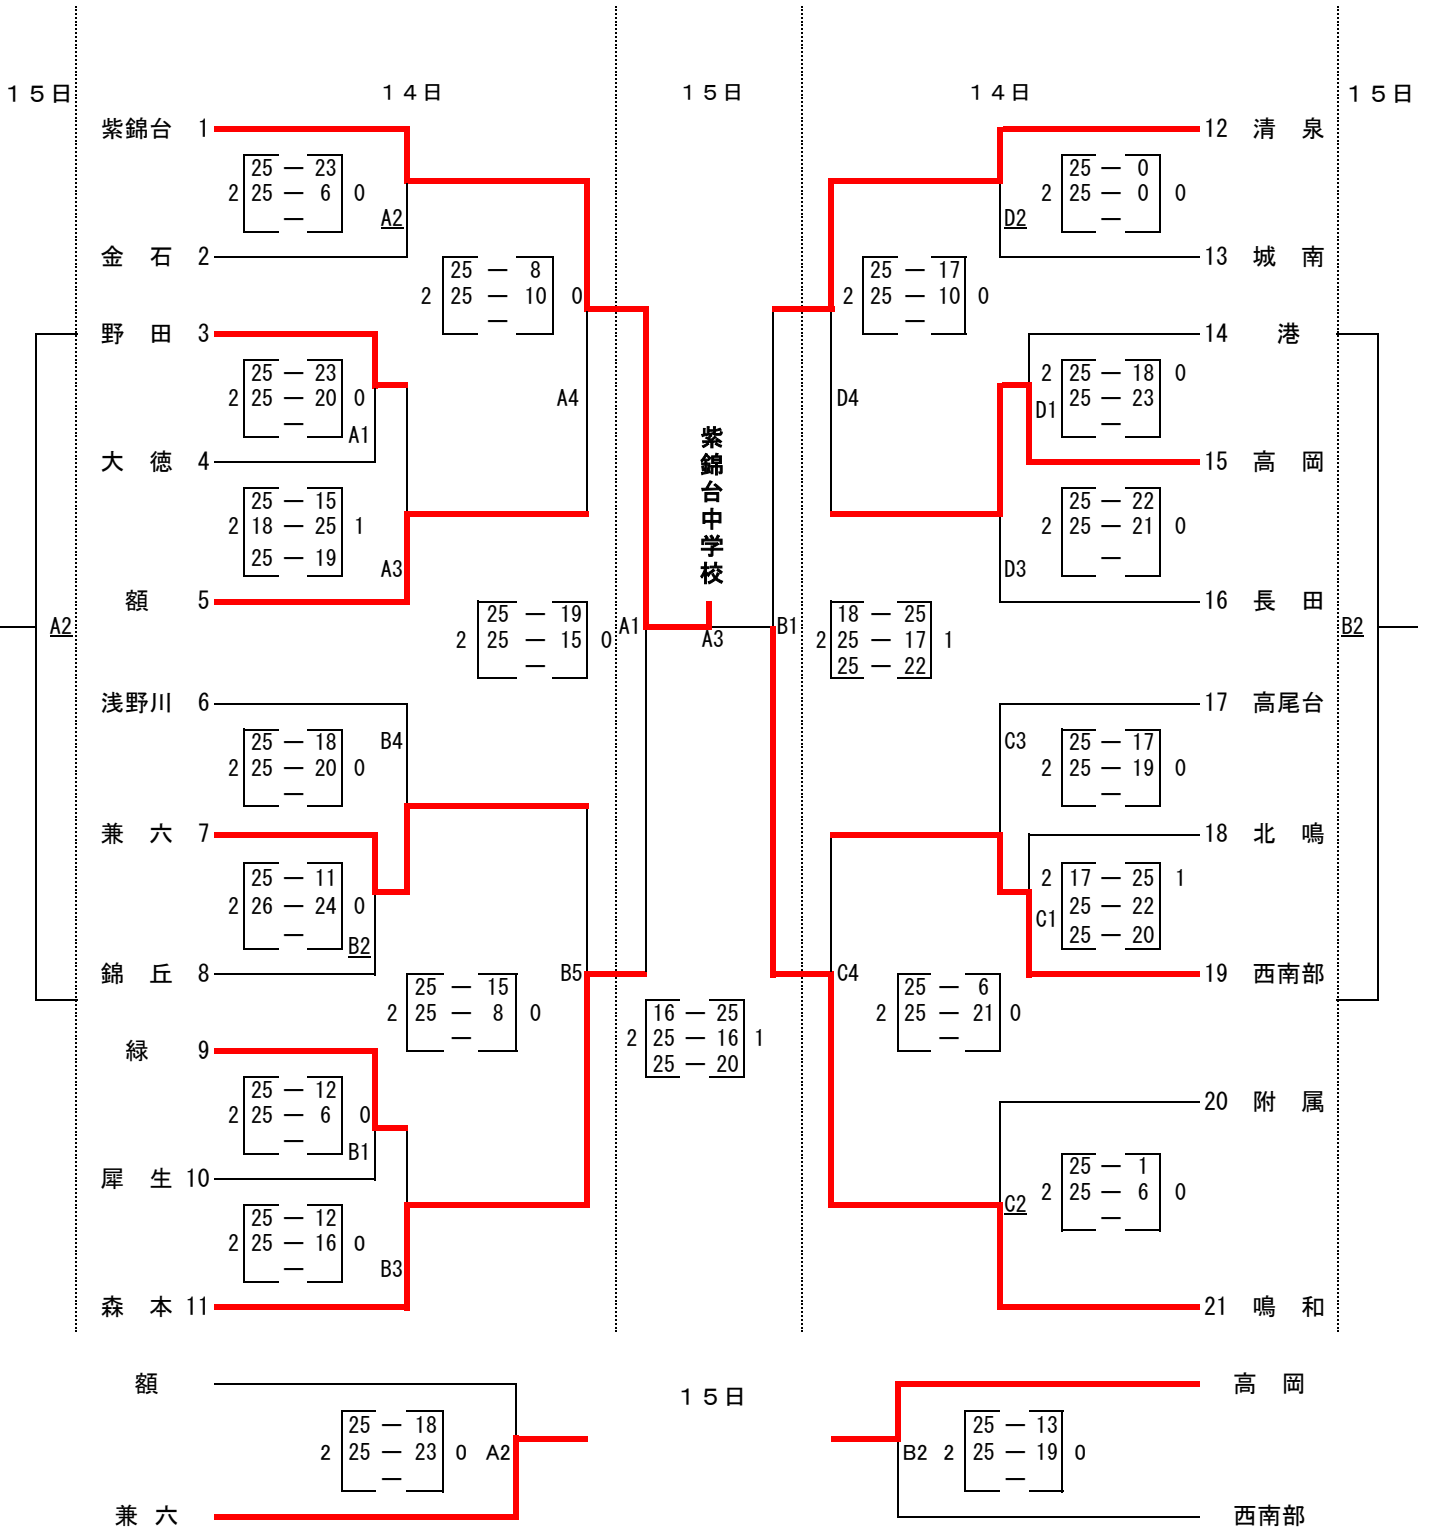 １５日
１４日
１５日
１４日
１５日
紫錦台 1
25 — 23
2 25 — 6 0
—
A2
金 石 2
25 — 8
2 25 — 10 0
—
野 田 3
25 — 23
2 25 — 20 0
—
A1
A4
大 徳 4
25 — 15
2 18 — 25 1
25 — 19
A3
額 5
A2
25 — 19
2 25 — 15 0
—
A1
浅野川 6
25 — 18
2 25 — 20 0
—
B4
兼 六 7
25 — 11
2 26 — 24 0
—
B2
錦 丘 8
25 — 15
2 25 — 8 0
—
B5
緑 9
25 — 12
2 25 — 6 0
—
B1
犀 生 10
25 — 12
2 25 — 16 0
—
B3
森 本 11
紫錦台中学校
A3
16 — 25
2 25 — 16 1
25 — 20
12 清 泉
25 — 0
2 25 — 0 0
—
D2
13 城 南
25 — 17
2 25 — 10 0
—
14 港
2 25 — 18 0
25 — 23
—
D1
D4
15 高 岡
25 — 22
2 25 — 21 0
—
D3
16 長 田
B1
18 — 25
2 25 — 17 1
25 — 22
B2
17 高尾台
C3
25 — 17
2 25 — 19 0
—
18 北 鳴
2 17 — 25 1
25 — 22
25 — 20
C1
19 西南部
C4
25 — 6
2 25 — 21 0
—
20 附 属
25 — 1
2 25 — 6 0
—
C2
21 鳴 和
額
１５日
25 — 18
2 25 — 23 0 A2
—
兼 六
高 岡
25 — 13
B2 2 25 — 19 0
—
西南部